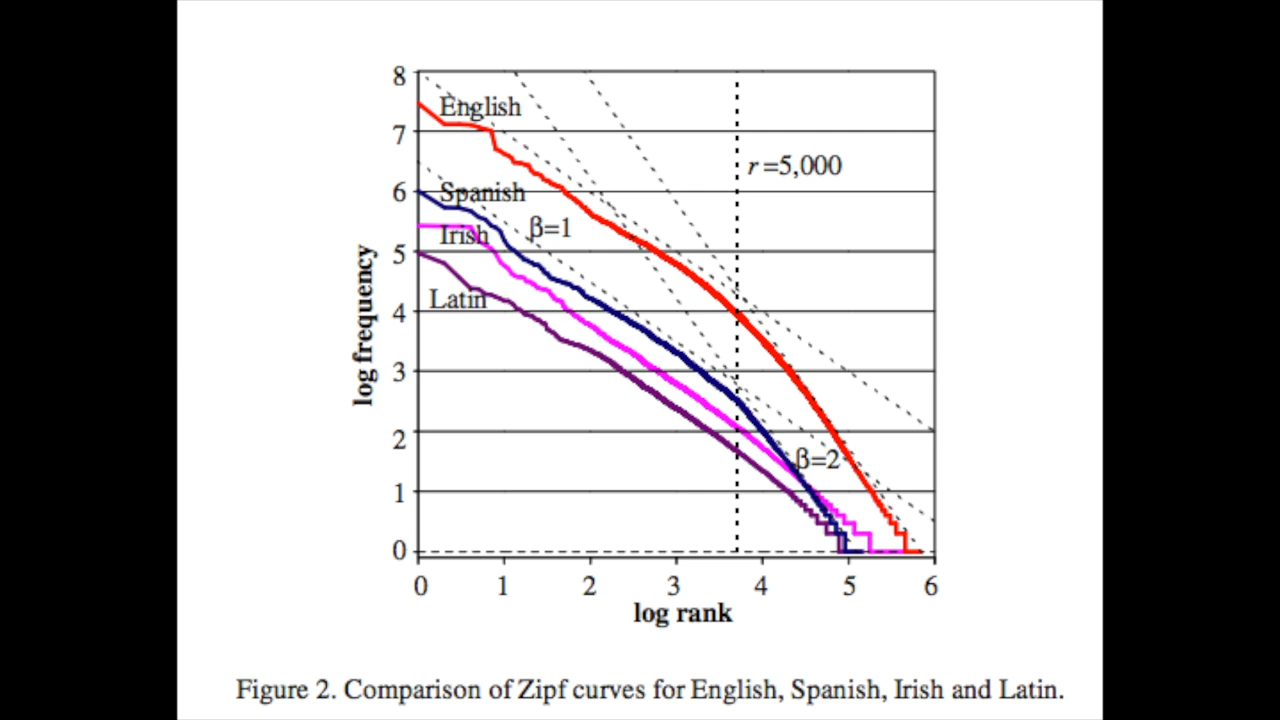 8
English
7
r=5,000
6
Spanish
β=1
Irish
5
Latin
4
log frequency
3
2
β=2
1
0
0 1 2 3 4 5 6
log rank
Figure 2. Comparison of Zipf curves for English, Spanish, Irish and Latin.